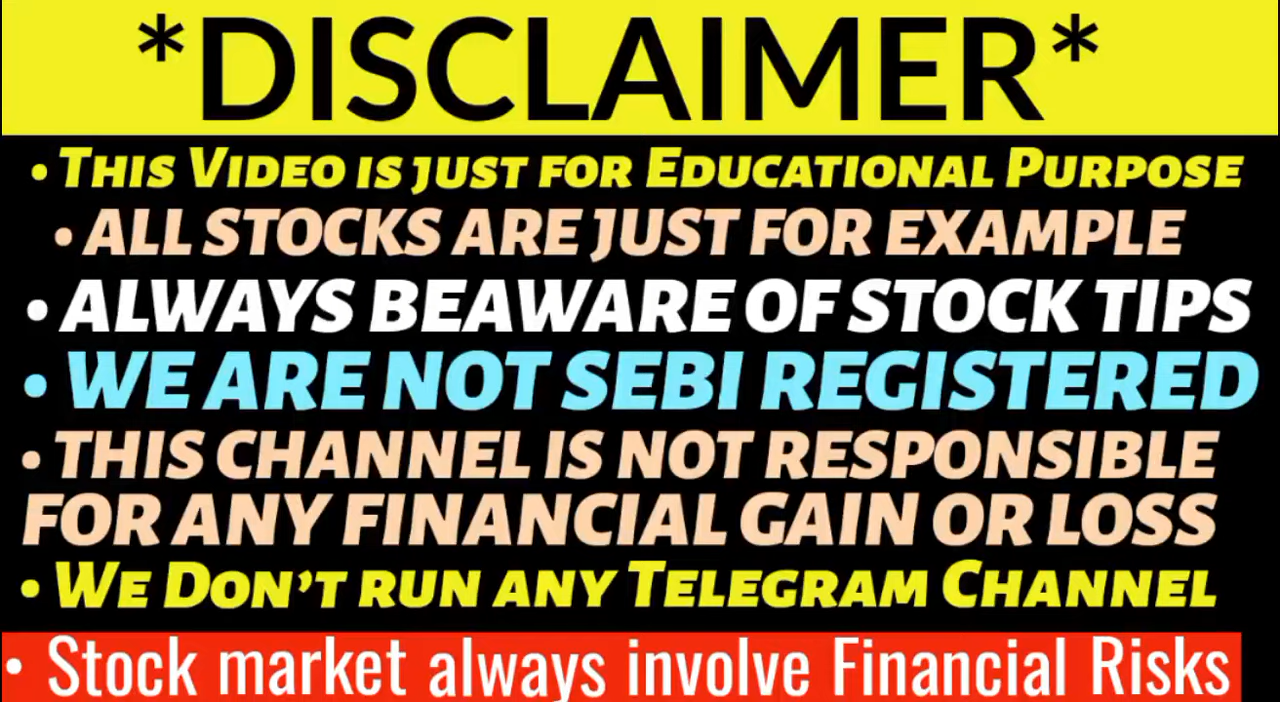 *DISCLAIMER*
• THIS VIDEO IS JUST FOR EDUCATIONAL PURPOSE
• ALL STOCKS ARE JUST FOR EXAMPLE
• ALWAYS BEAWARE OF STOCK TIPS
• WE ARE NOT SEBI REGISTERED
• THIS CHANNEL IS NOT RESPONSIBLE
FOR ANY FINANCIAL GAIN OR LOSS
• WE DON'T RUN ANY TELEGRAM CHANNEL
• Stock market always involve Financial Risks